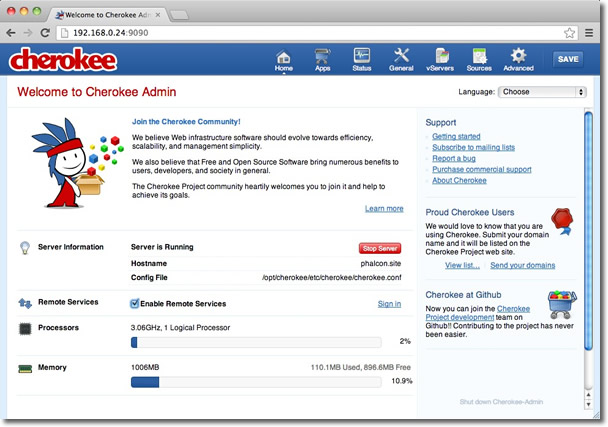 Welcome to Cherokee Admin
192.168.0.24:9090
cherokee
Home
Apps
Status
General
vServers
Sources
Advanced
SAVE
Welcome to Cherokee Admin
Language: Choose
Join the Cherokee Community!
We believe Web infrastructure software should evolve towards efficiency,
scalability, and management simplicity.
We also believe that Free and Open Source Software bring numerous benefits to
users, developers, and society in general.
The Cherokee Project community heartily welcomes you to join it and help to
achieve its goals.
Learn more
Server Information
Server is Running
Stop Server
Hostname
phalcon.site
Config File
/opt/cherokee/etc/cherokee/cherokee.conf
Remote Services
Enable Remote Services
Sign in
Processors
3.06GHz, 1 Logical Processor
2%
Memory
1006MB
110.1MB Used, 896.6MB Free
10.9%
Support
Getting started
Subscribe to mailing lists
Report a bug
Purchase commercial support
About Cherokee
Proud Cherokee Users
We would love to know that you are
using Cherokee. Submit your domain
name and it will be listed on the
Cherokee Project web site.
View list...
Send your domains
Cherokee at Github
Now you can join the Cherokee
Project development team on
Github!! Contributing to the project has never
been easier.
Shut down Cherokee-Admin